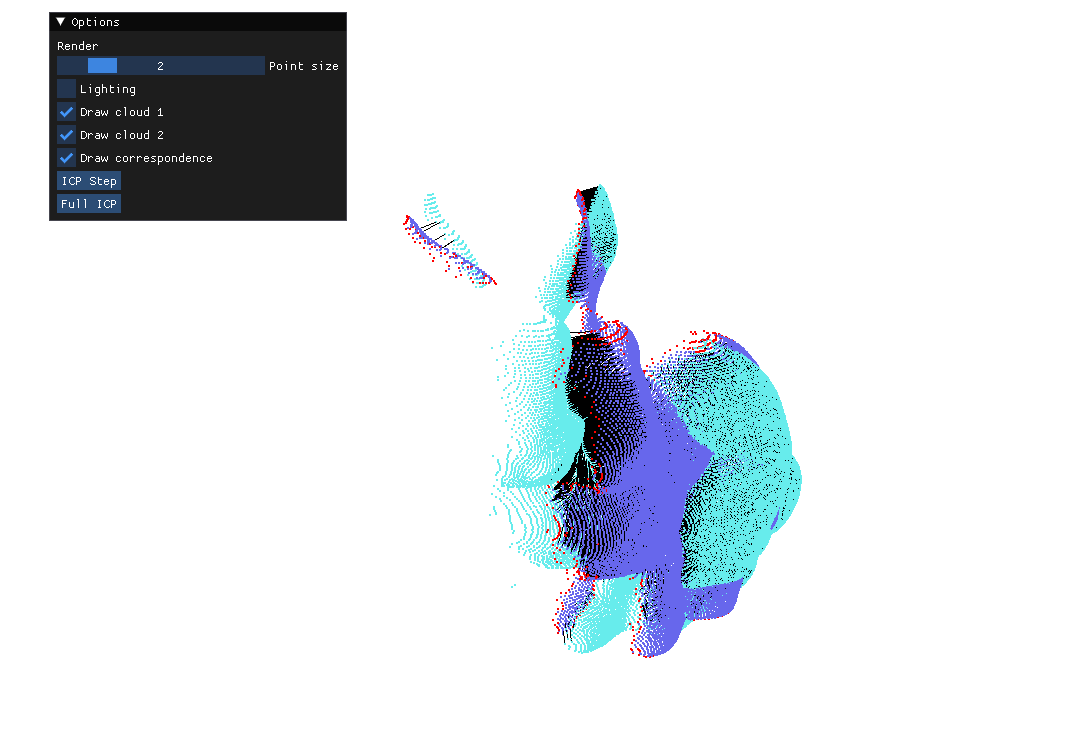 Options
Render
2 Point size
Lighting
Draw cloud 1
Draw cloud 2
Draw correspondence
ICP Step
Full ICP